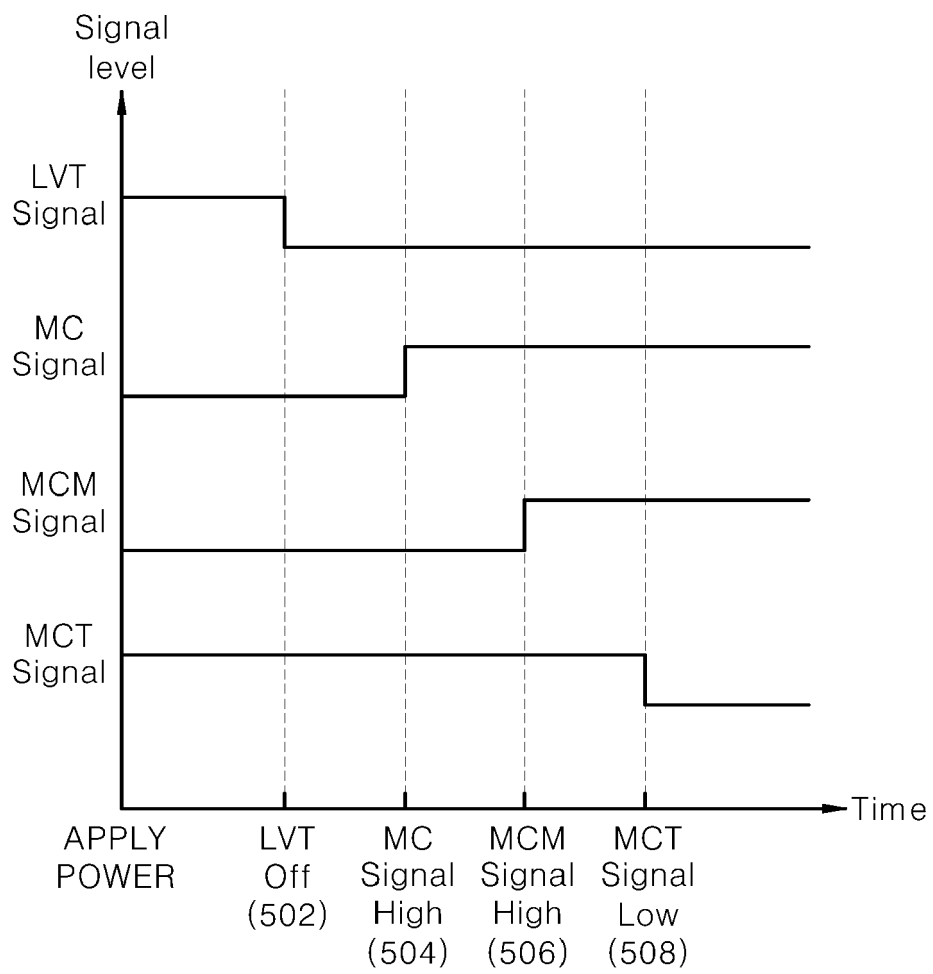 Signal
level
LVT
Signal
MC
Signal
MCM
Signal
MCT
Signal
Time
APPLY
POWER
LVT
Off
(502)
MC
Signal
High
(504)
MCM
Signal
High
(506)
MCT
Signal
Low
(508)